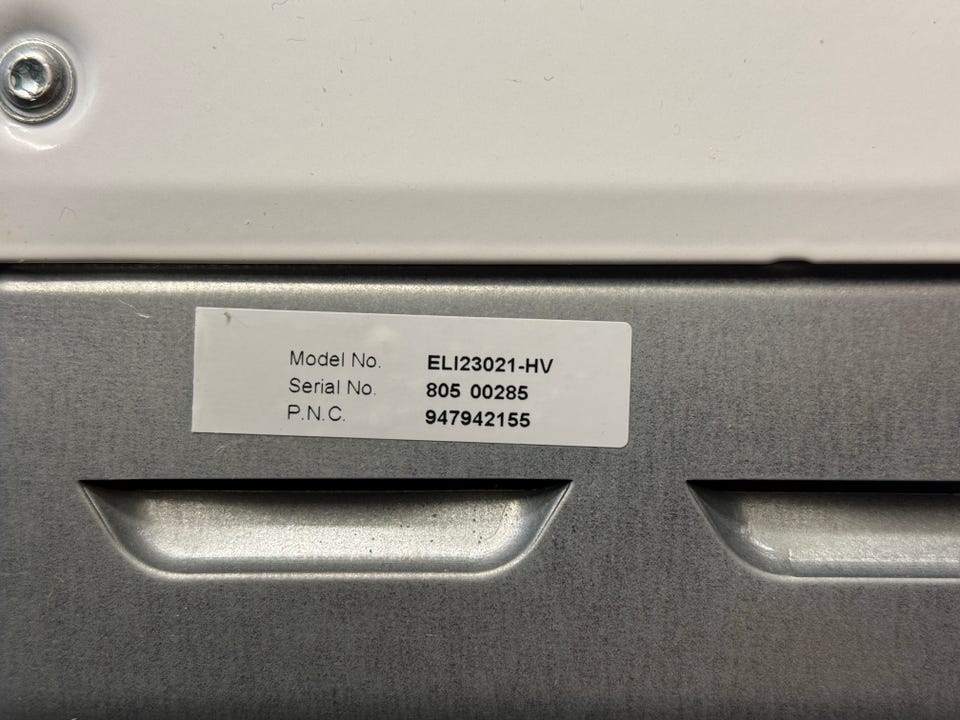 Model No. ELI23021-HV
Serial No. 805 00285
P.N.C. 947942155